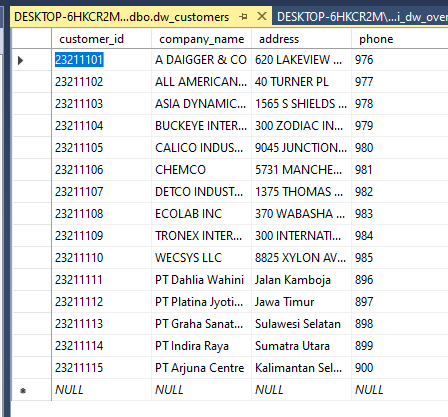 DESKTOP-6HKCR2M...dbo.dw_customers DESKTOP-6HKCR2M\...i_dw_over
customer_id company_name address phone
23211101 A DAIGGER & CO 620 LAKEVIEW ... 976
23211102 ALL AMERICAN... 40 TURNER PL 977
23211103 ASIA DYNAMIC... 1565 S SHIELDS ... 978
23211104 BUCKEYE INTER... 300 ZODIAC IN... 979
23211105 CALICO INDUS... 9045 JUNCTION... 980
23211106 CHEMCO 5731 MANCHE... 981
23211107 DETCO INDUST... 1375 THOMAS ... 982
23211108 ECOLAB INC 370 WABASHA ... 983
23211109 TRONEX INTER... 300 INTERNATI... 984
23211110 WECSYS LLC 8825 XYLON AV... 985
23211111 PT Dahlia Wahini Jalan Kamboja 896
23211112 PT Platina Jyoti... Jawa Timur 897
23211113 PT Graha Sanat... Sulawesi Selatan 898
23211114 PT Indira Raya Sumatra Utara 899
23211115 PT Arjuna Centre Kalimantan Sel... 900
NULL NULL NULL NULL